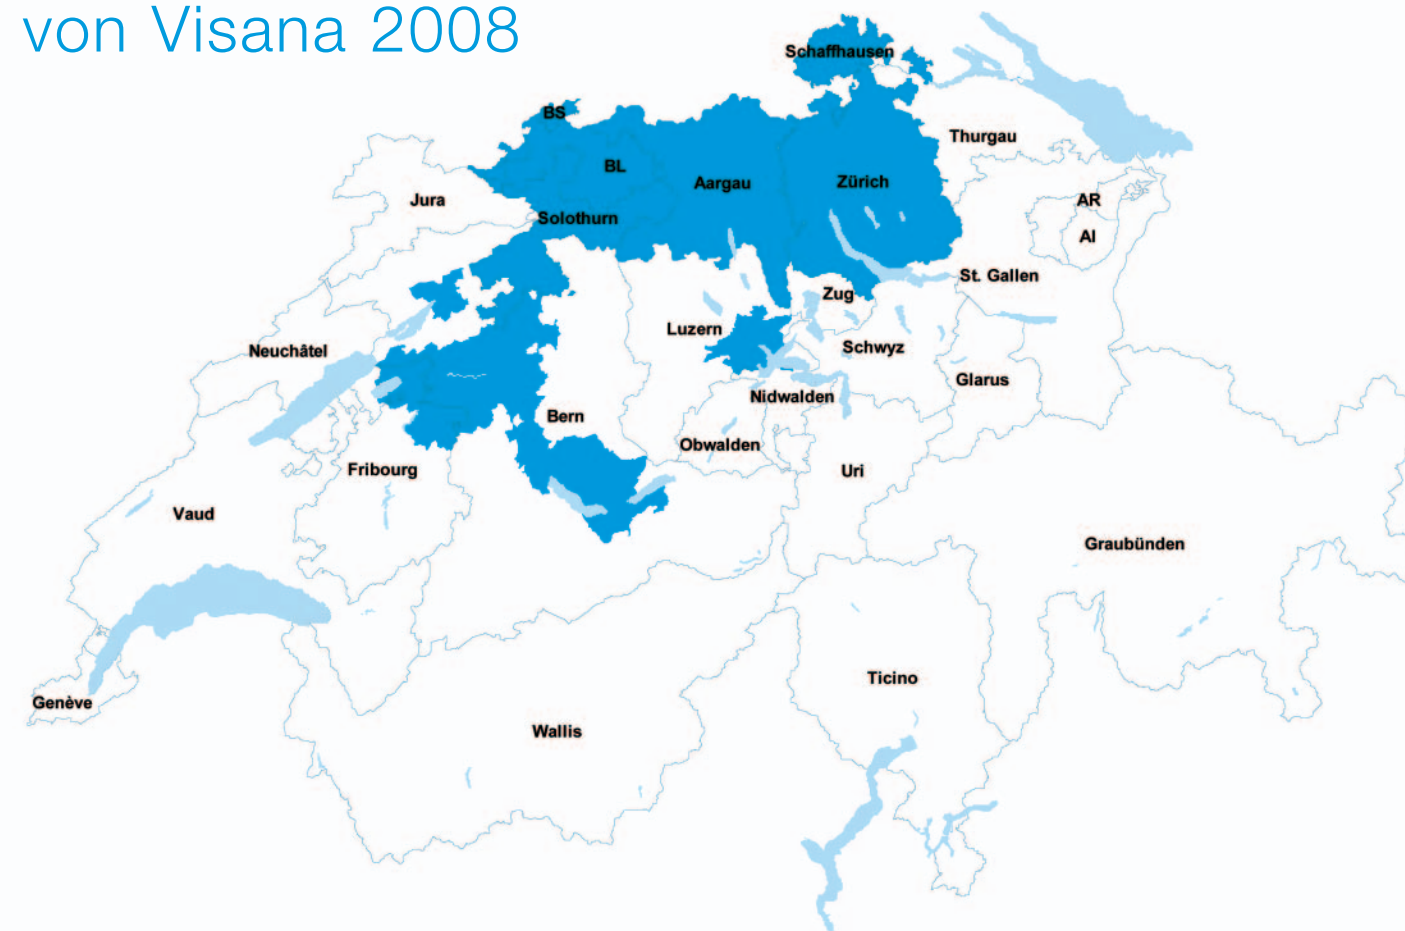 von Visana 2008
Schaffhausen
BS
Thurgau
BL
Aargau
Zürich
Jura
AR
Solothurn
AI
St. Gallen
Zug
Luzern
Schwyz
Neuchâtel
Glarus
Nidwalden
Bern
Obwalden
Fribourg
Uri
Vaud
Graubünden
Ticino
Genève
Wallis